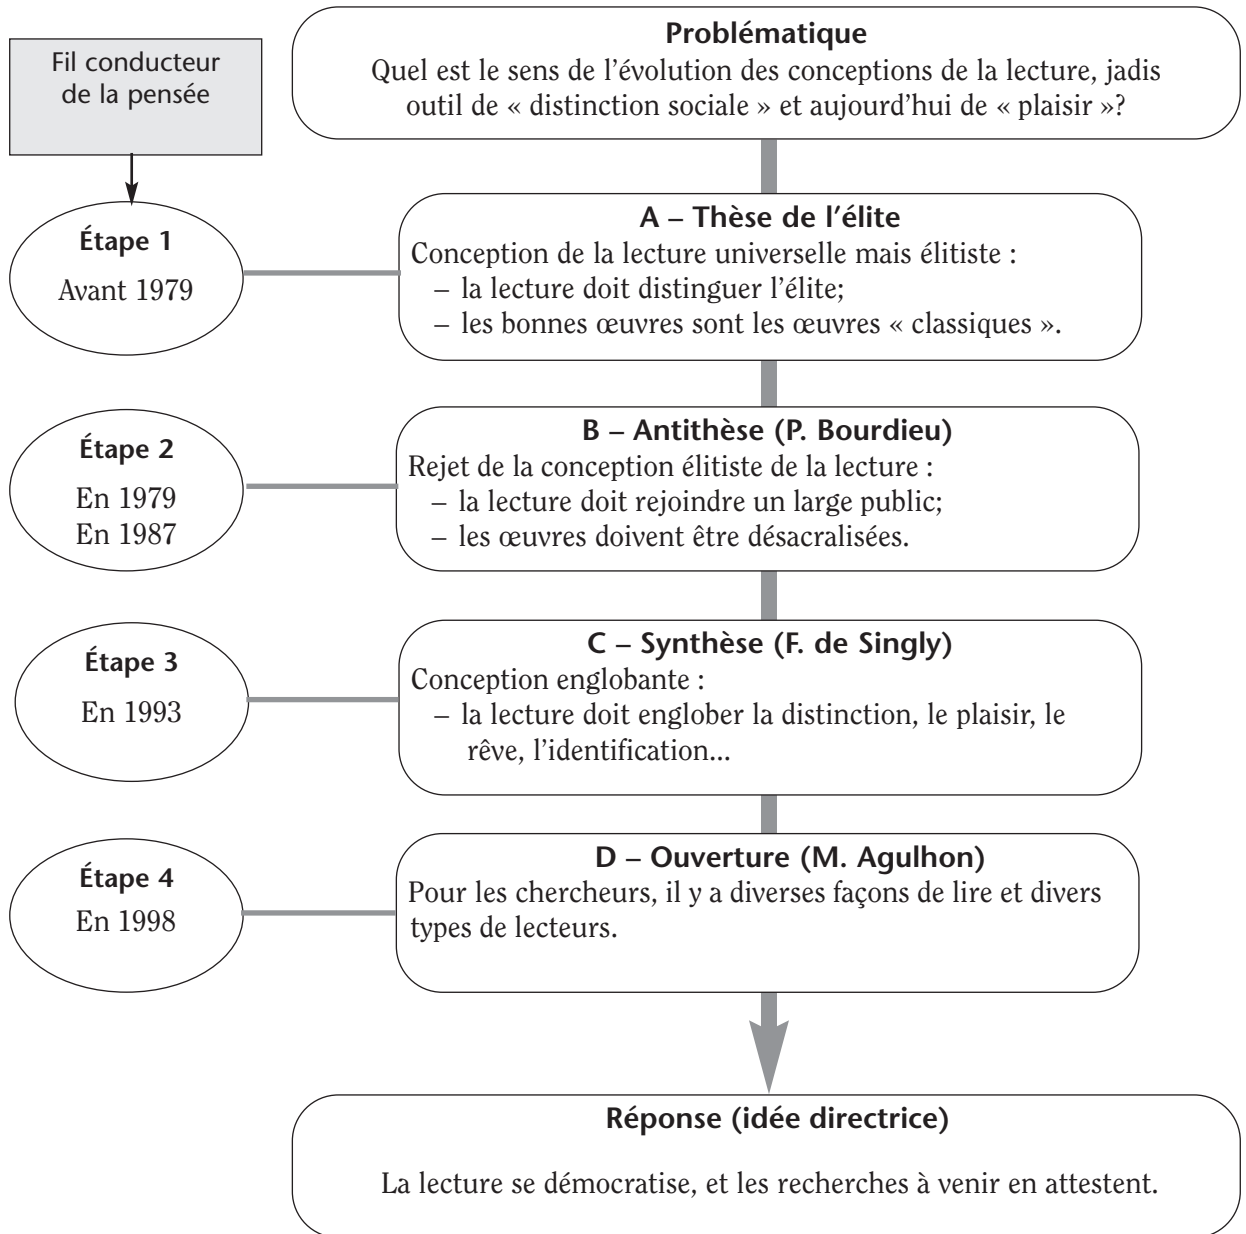 Problématique
Quel est le sens de l’évolution des conceptions de la lecture, jadis
outil de « distinction sociale » et aujourd’hui de « plaisir »?
Fil conducteur
de la pensée
Étape 1
Avant 1979
A – Thèse de l’élite
Conception de la lecture universelle mais élitiste :
– la lecture doit distinguer l’élite;
– les bonnes œuvres sont les œuvres « classiques ».
Étape 2
En 1979
En 1987
B – Antithèse (P. Bourdieu)
Rejet de la conception élitiste de la lecture :
– la lecture doit rejoindre un large public;
– les œuvres doivent être désacralisées.
Étape 3
En 1993
C – Synthèse (F. de Singly)
Conception englobante :
– la lecture doit englober la distinction, le plaisir, le
rêve, l’identification...
Étape 4
En 1998
D – Ouverture (M. Agulhon)
Pour les chercheurs, il y a diverses façons de lire et divers
types de lecteurs.
Réponse (idée directrice)
La lecture se démocratise, et les recherches à venir en attestent.